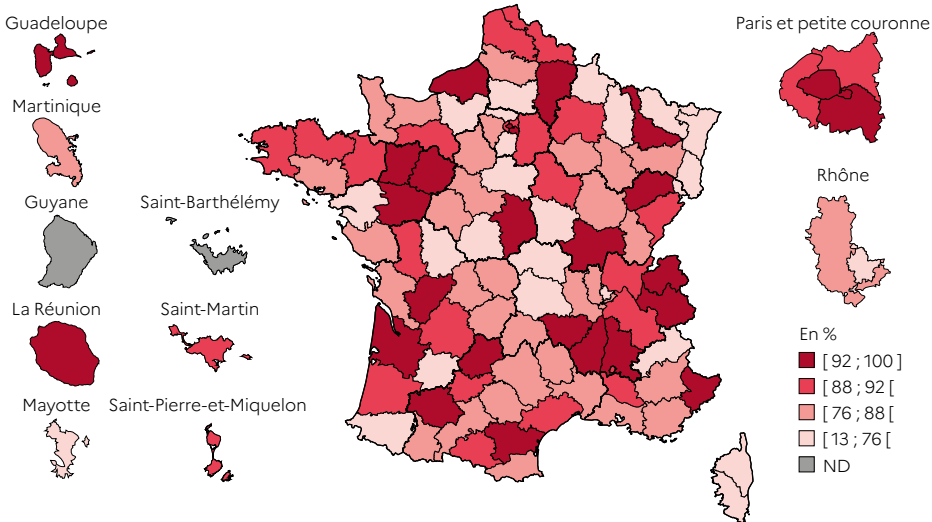 Guadeloupe
Paris et petite couronne
Martinique
Rhône
Guyane
Saint-Barthélémy
La Réunion
Saint-Martin
Mayotte
Saint-Pierre-et-Miquelon
En %
[ 92 ; 100 ]
[ 88 ; 92 [
[ 76 ; 88 [
[ 13 ; 76 [
ND